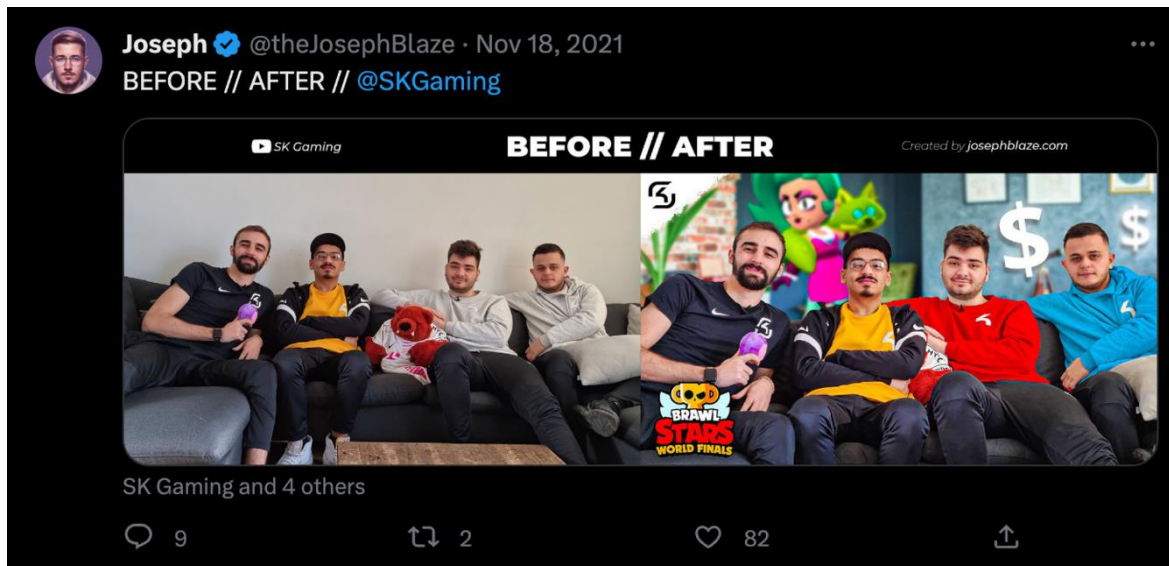 Joseph @theJosephBlaze · Nov 18, 2021
BEFORE // AFTER // @SKGaming
SK Gaming
BEFORE // AFTER
Created by josephblaze.com
$ $
BRAWL
STARS
WORLD FINALS
SK Gaming and 4 others
9 2 82